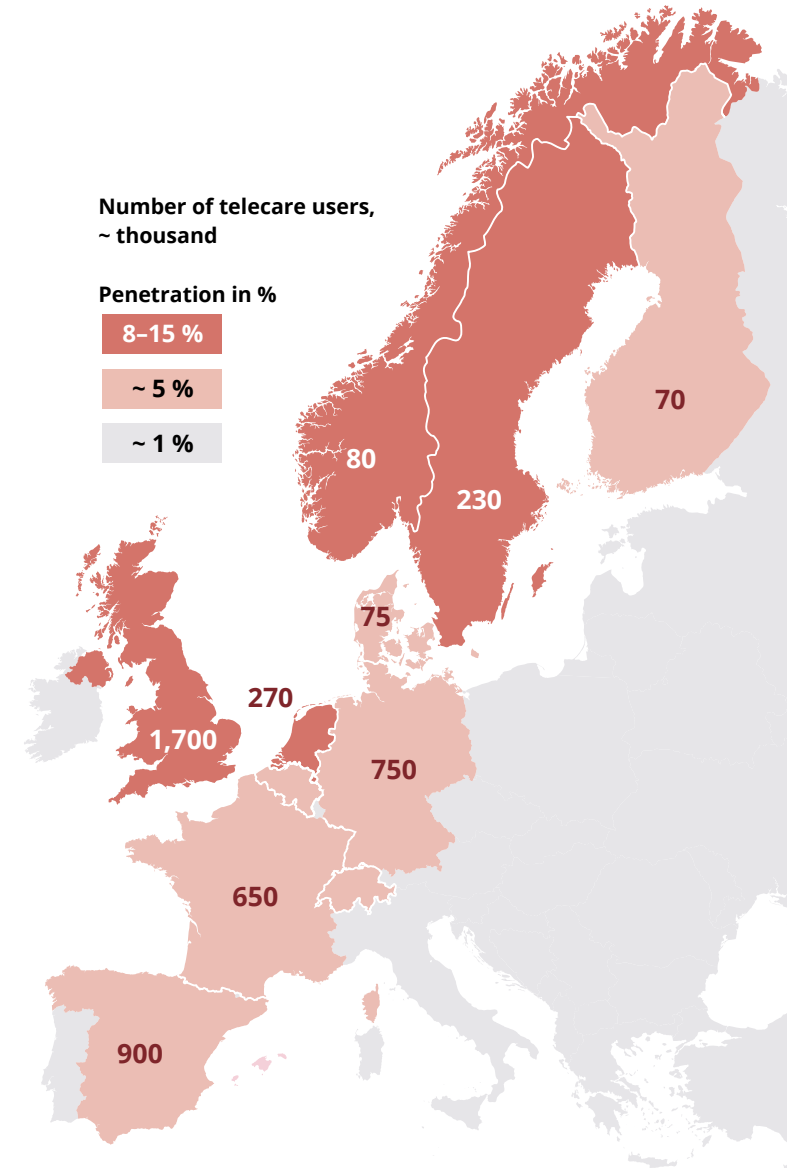 Number of telecare users,
~ thousand
Penetration in %
8–15 %
~ 5 %
~ 1 %
70
80
230
75
270
1,700
750
650
900